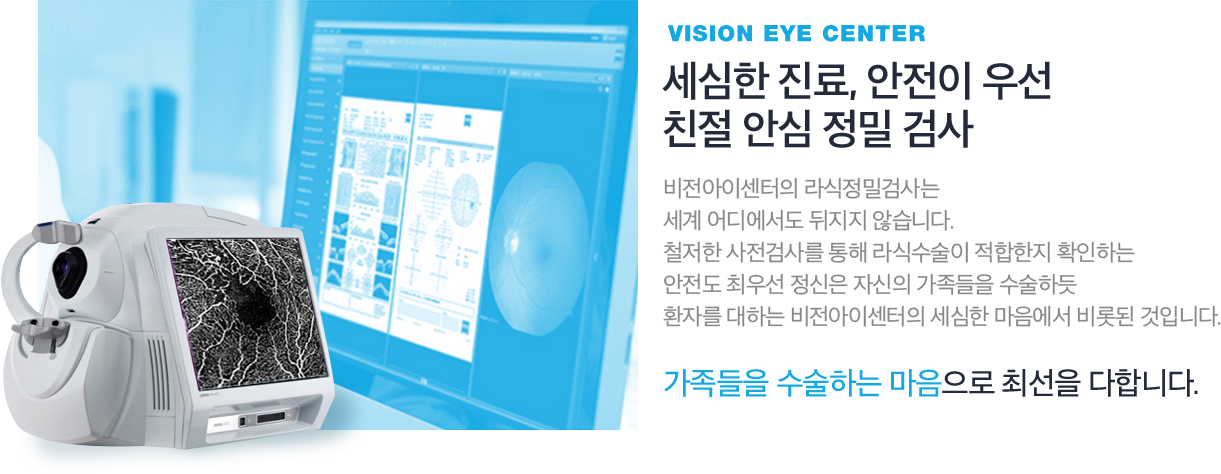 VISION EYE CENTER
세심한 진료, 안전이 우선
친절 안심 정밀 검사
비전아이센터의 라식정밀검사는
세계 어디에서도 뒤지지 않습니다.
철저한 사전검사를 통해 라식수술이 적합한지 확인하는
안전도 최우선 정신은 자신의 가족들을 수술하듯
환자를 대하는 비전아이센터의 세심한 마음에서 비롯된 것입니다.
가족들을 수술하는 마음으로 최선을 다합니다.